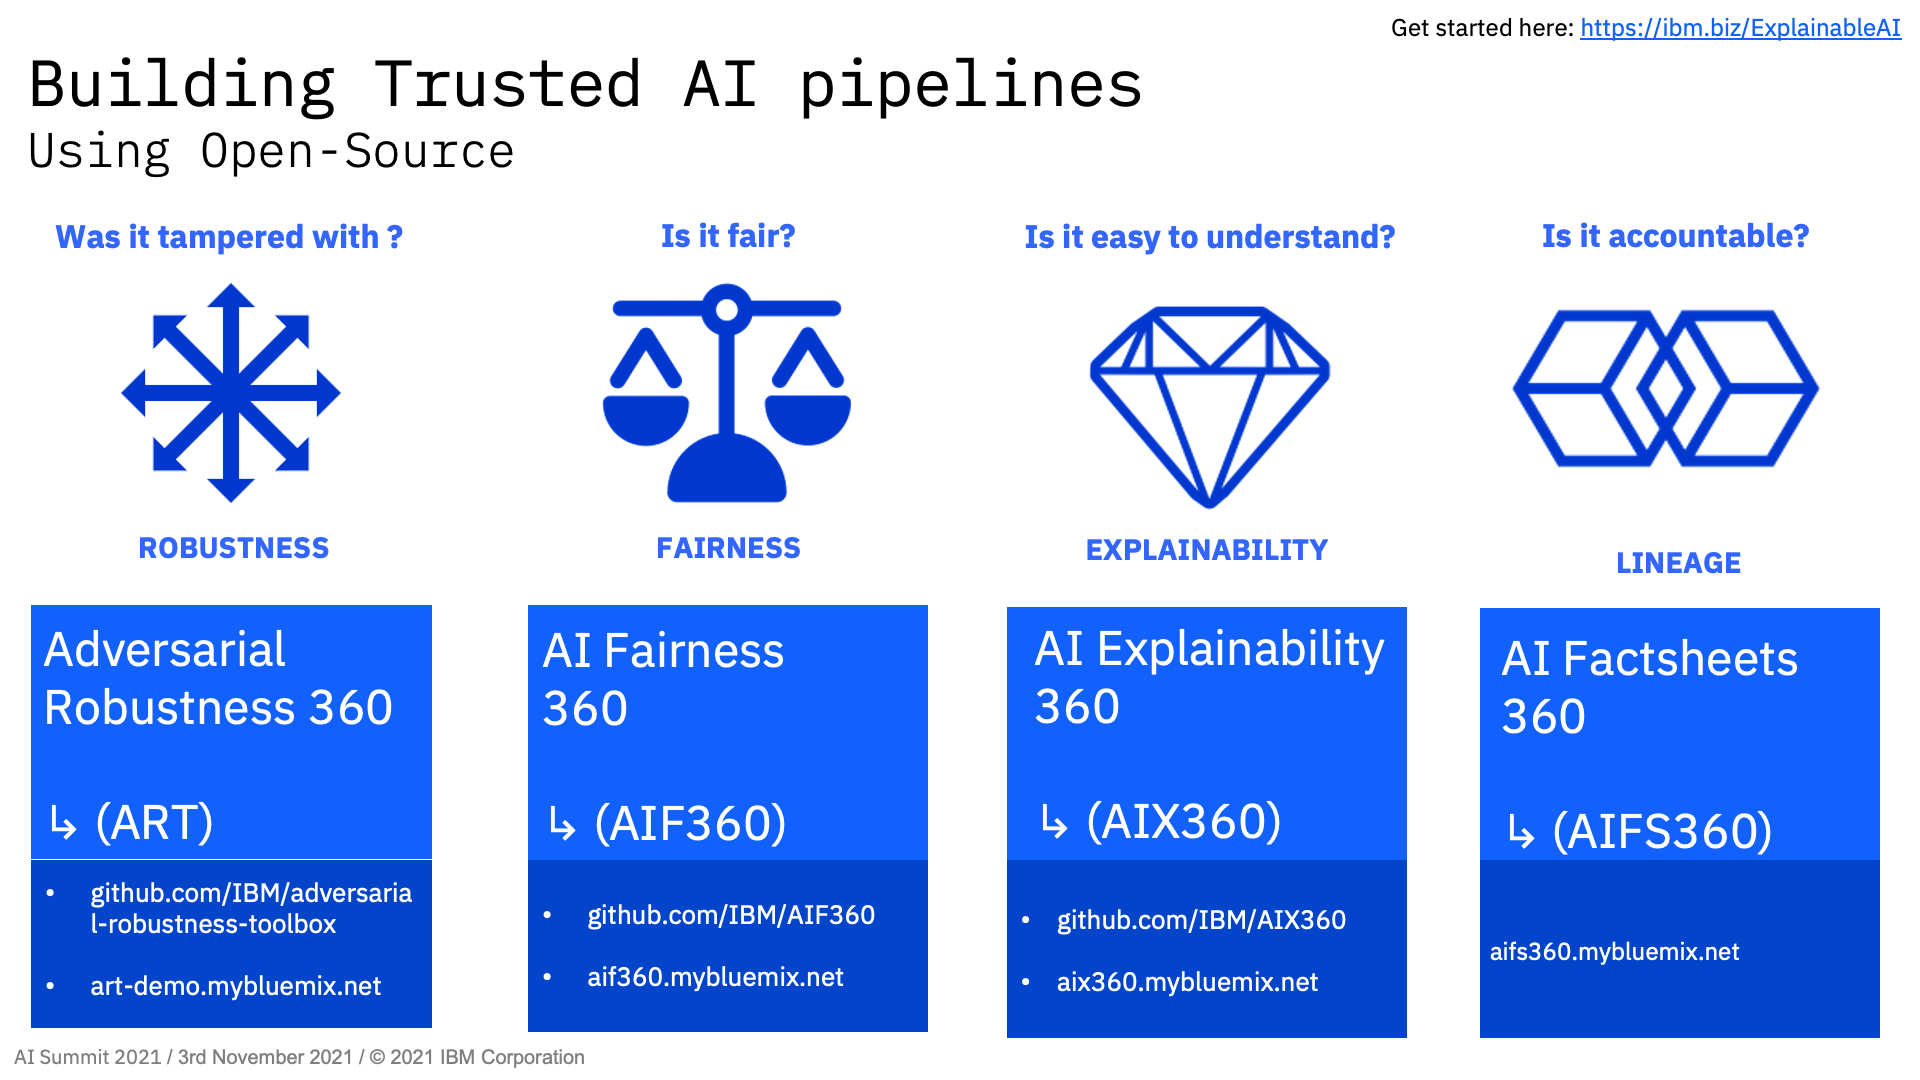 Get started here: https://ibm.biz/ExplainableAI
Building Trusted AI pipelines
Using Open-Source
Was it tampered with ?
ROBUSTNESS
Adversarial
Robustness 360
↳ (ART)
• github.com/IBM/adversaria
l-robustness-toolbox
• art-demo.mybluemix.net
Is it fair?
FAIRNESS
AI Fairness
360
↳ (AIF360)
• github.com/IBM/AIF360
• aif360.mybluemix.net
Is it easy to understand?
EXPLAINABILITY
AI Explainability
360
↳ (AIX360)
• github.com/IBM/AIX360
• aix360.mybluemix.net
Is it accountable?
LINEAGE
AI Factsheets
360
↳ (AIFS360)
aifs360.mybluemix.net
AI Summit 2021 / 3rd November 2021 / © 2021 IBM Corporation